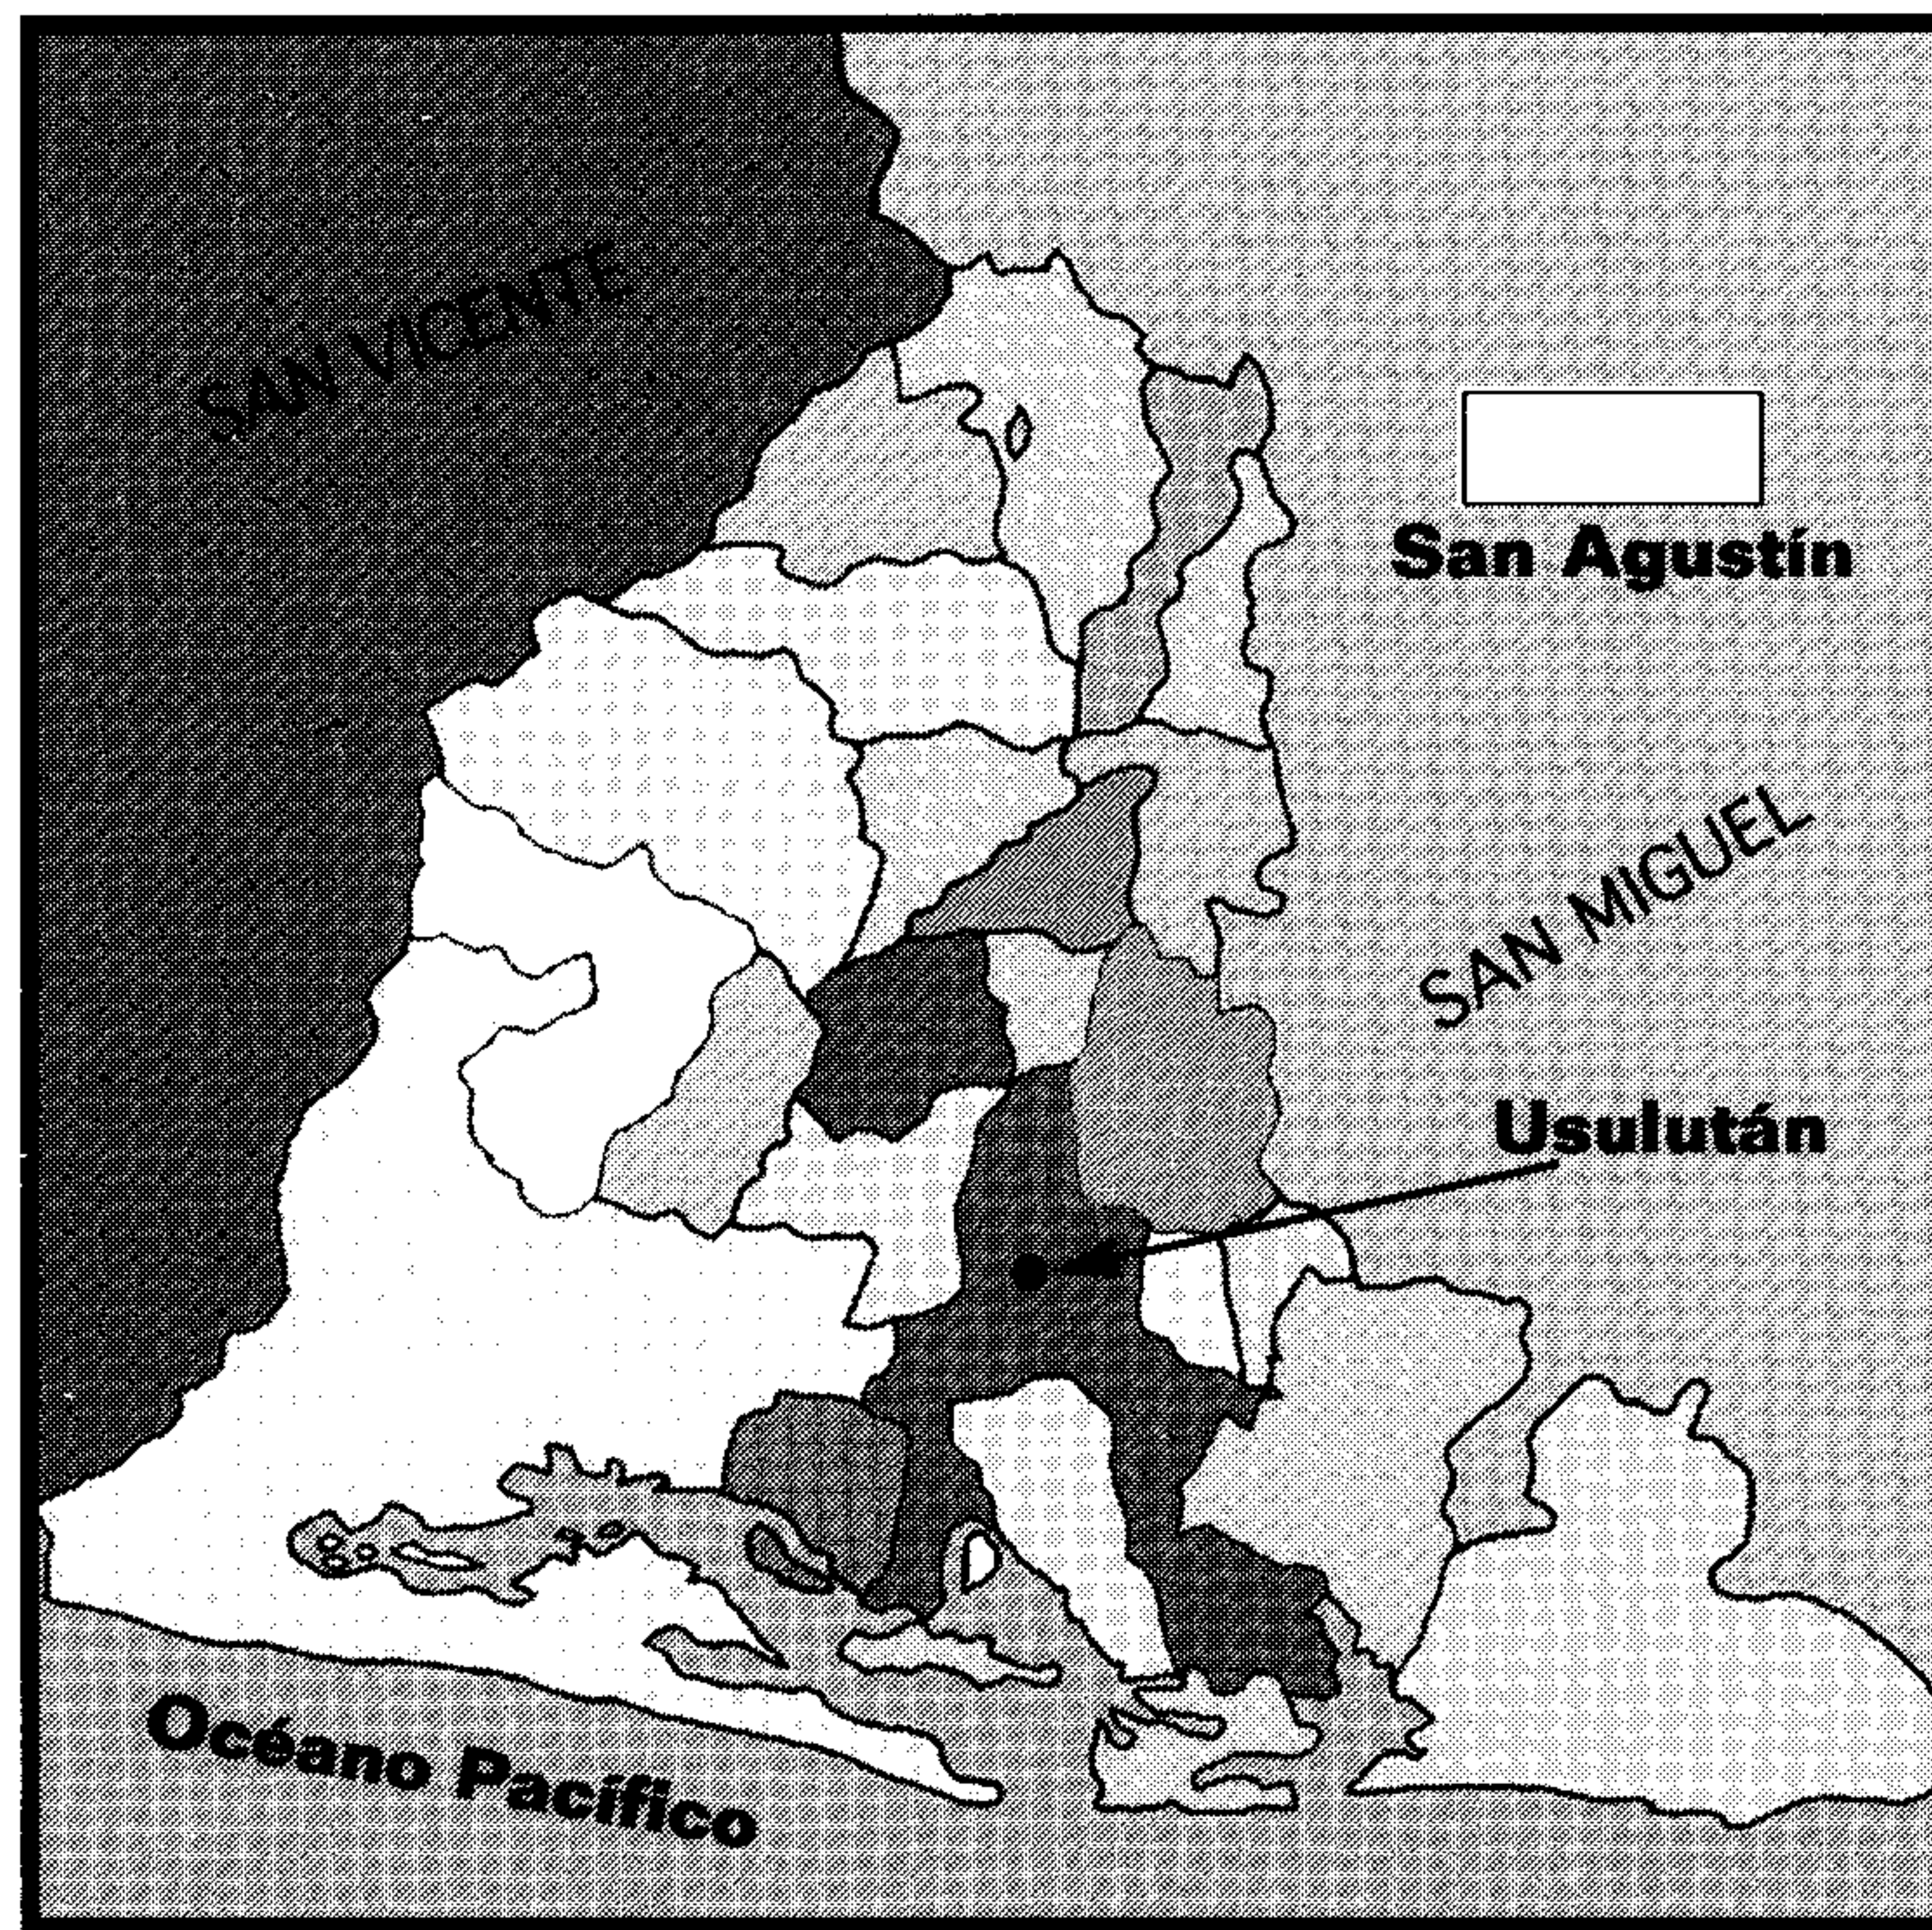 SAN VICENTE
San Agustín
SAN MIGUEL
Usulután
Océano Pacífico